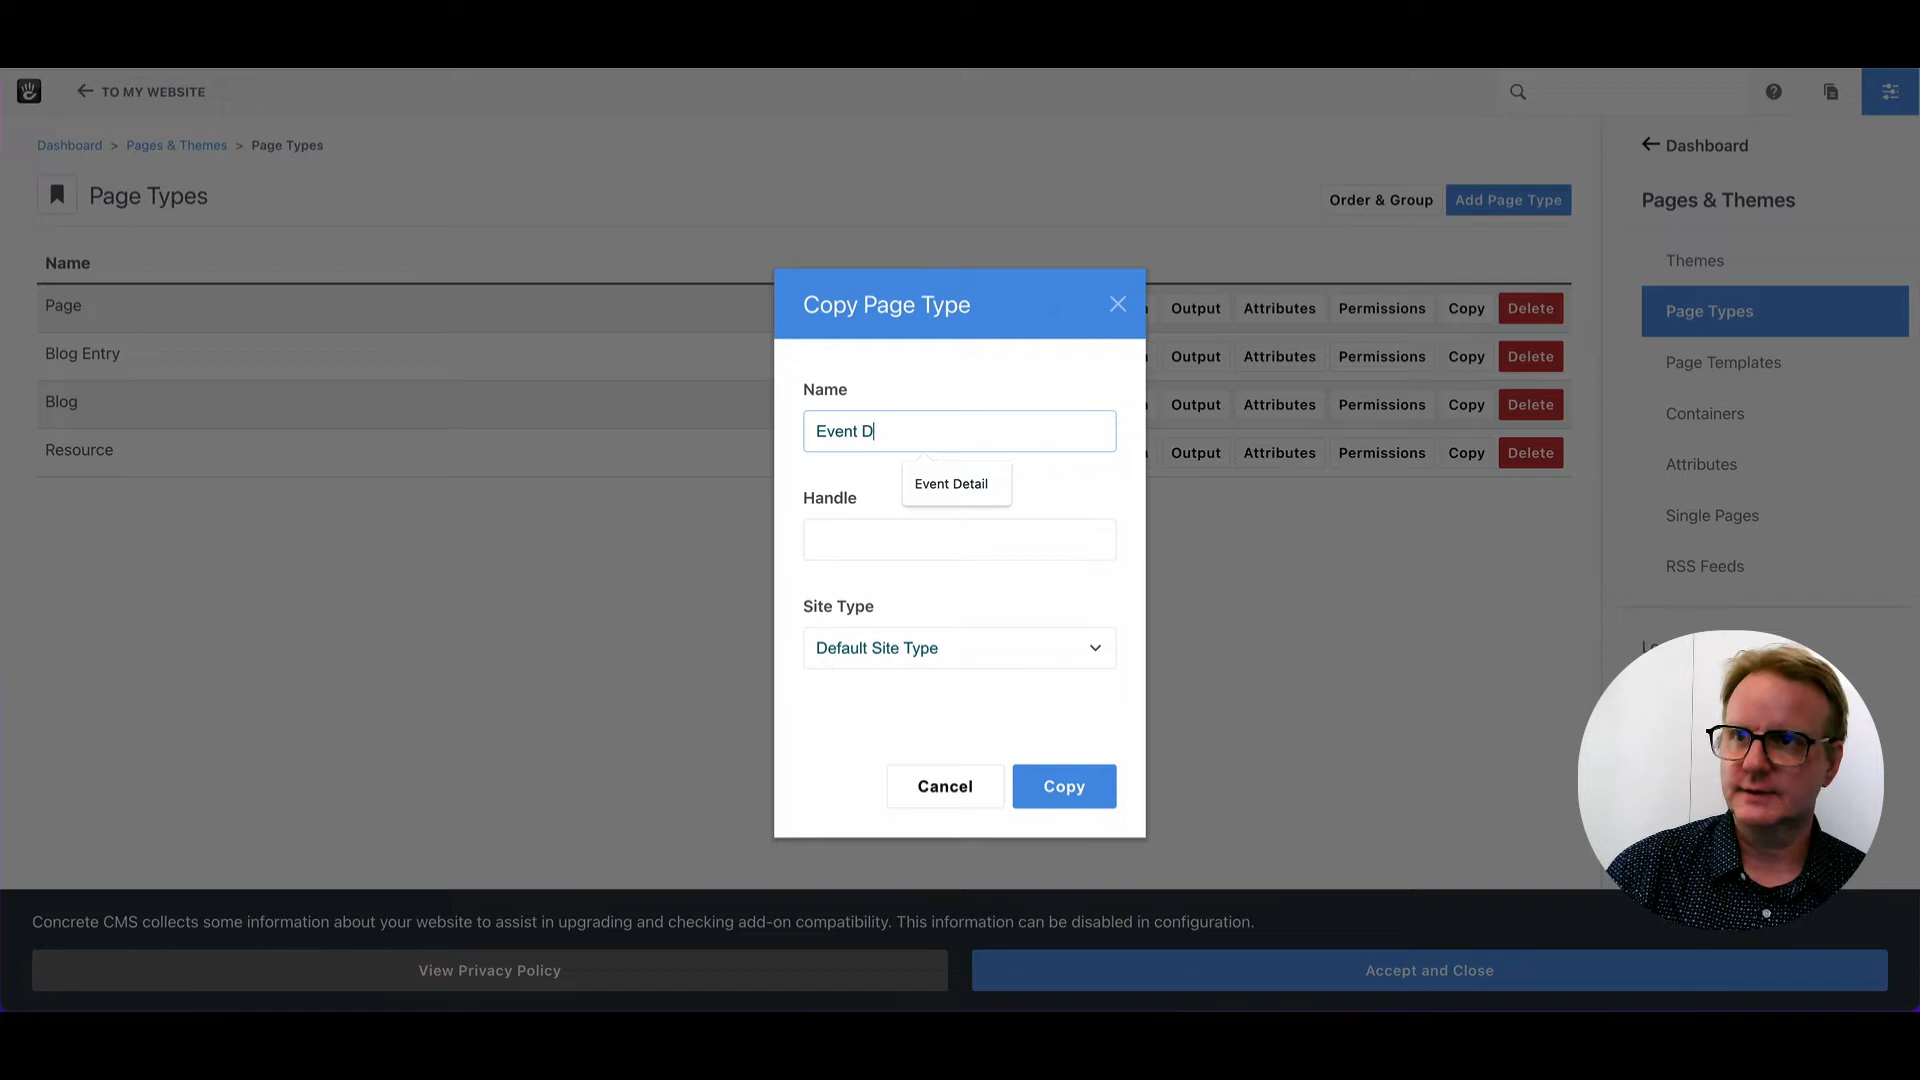 TO MY WEBSITE
Dashboard > Pages & Themes > Page Types
Page Types
Order & Group
Add Page Type
Name
Page
Output Attributes Permissions Copy Delete
Blog Entry
Output Attributes Permissions Copy Delete
Blog
Output Attributes Permissions Copy Delete
Resource
Output Attributes Permissions Copy Delete
Copy Page Type
Name
Event D
Event Detail
Handle
Site Type
Default Site Type
Cancel
Copy
Dashboard
Pages & Themes
Themes
Page Types
Page Templates
Containers
Attributes
Single Pages
RSS Feeds
Concrete CMS collects some information about your website to assist in upgrading and checking add-on compatibility. This information can be disabled in configuration.
View Privacy Policy
Accept and Close